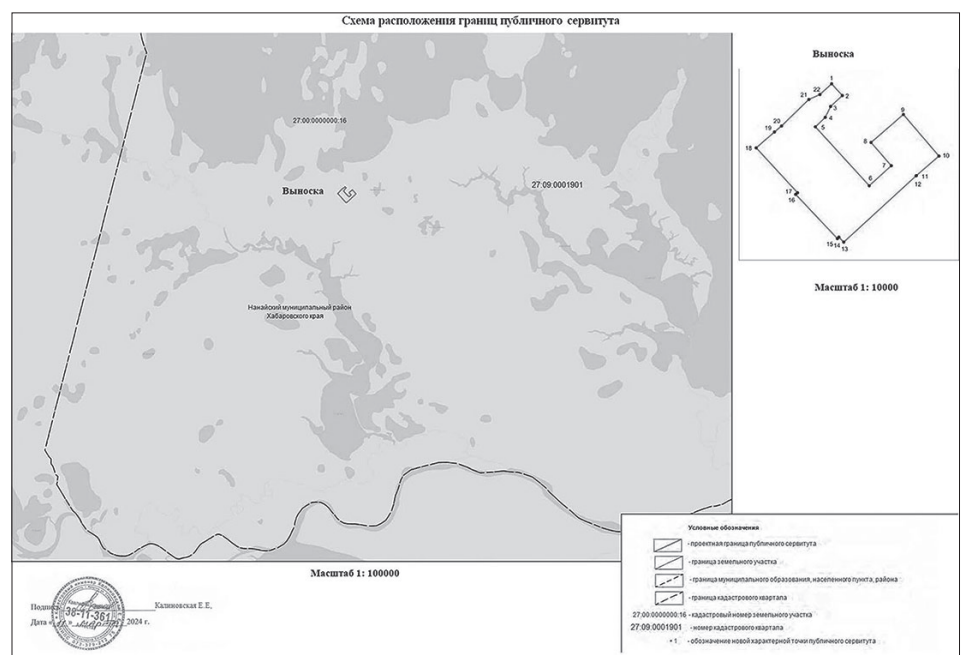 Схема расположения границ публичного сервитута
27:00:0000000:16
Выноска
27:09:0001901
Нанайский муниципальный район
Хабаровского края
Масштаб 1: 100000
Выноска
1
2
3
4
5
6
7
8
9
10
11
12
13
14
15
16
17
18
19
20
21
22
Масштаб 1: 10000
Условные обозначения
- проектная граница публичного сервитута
- граница земельного участка
- граница муниципального образования, населенного пункта, района
- граница кадастрового квартала
27:00:0000000:16 - кадастровый номер земельного участка
27:09:0001901 - номер кадастрового квартала
• 1 - обозначение новой характерной точки публичного сервитута
Калиновская Е.Е,
38-11-361
Дата « 2024 г.